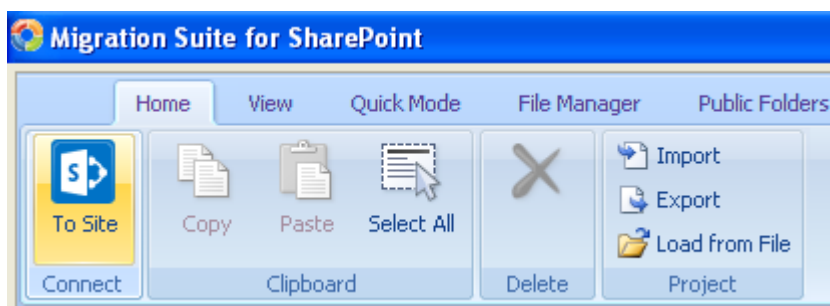 Migration Suite for SharePoint
Home View Quick Mode File Manager Public Folders
S
To Site Copy Paste Select All Import
Export
Load from File
Connect Clipboard Delete Project